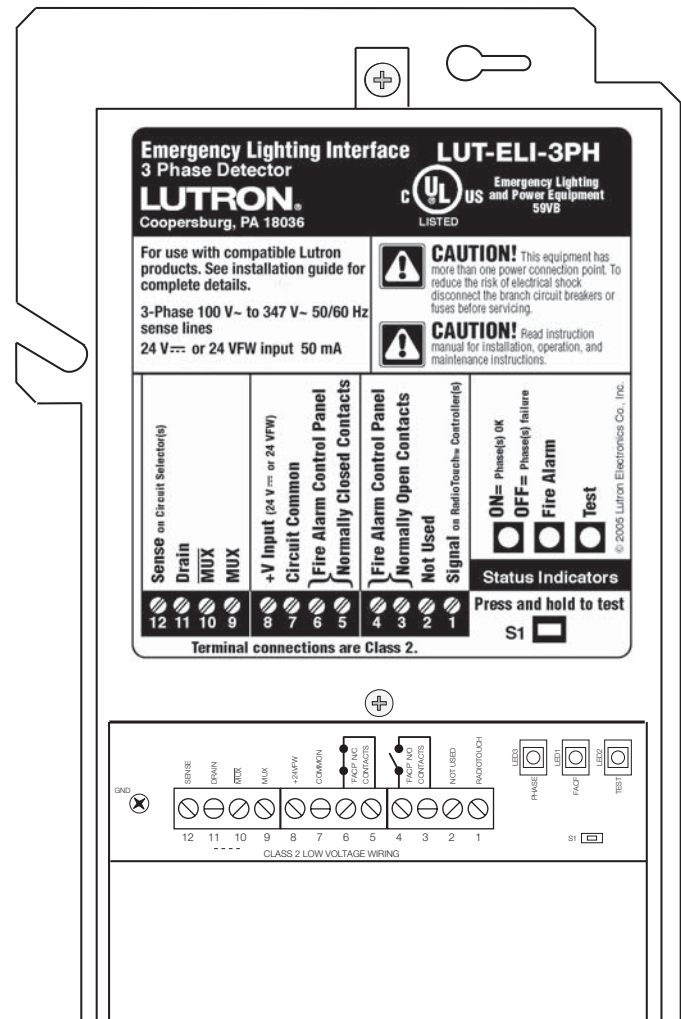 Emergency Lighting Interface
3 Phase Detector
LUTRON®
Coopersburg, PA 18036
LUT-ELI-3PH
C UL® US
LISTED
Emergency Lighting
and Power Equipment
59VB
For use with compatible Lutron
products. See installation guide for
complete details.
3-Phase 100 V~ to 347 V~ 50/60 Hz
sense lines
24 V⎓ or 24 VFW input 50 mA
CAUTION! This equipment has
more than one power connection point. To
reduce the risk of electrical shock
disconnect the branch circuit breakers or
fuses before servicing.
CAUTION! Read instruction
manual for installation, operation, and
maintenance instructions.
Sense on Circuit Selector(s)
Drain
M̅U̅X̅
MUX
+V Input (24 V⎓ or 24 VFW)
Circuit Common
Fire Alarm Control Panel
Normally Closed Contacts
Fire Alarm Control Panel
Normally Open Contacts
Not Used
Signal on RadioTouch® Controller(s)
ON= Phase(s) OK
OFF= Phase(s) failure
Fire Alarm
Test
© 2005 Lutron Electronics Co., Inc.
Status Indicators
12 11 10 9 8 7 6 5 4 3 2 1
Press and hold to test
S1
Terminal connections are Class 2.
GND
SENSE
DRAIN
M̅U̅X̅
MUX
+24VFW
COMMON
'FACP' N/C
CONTACTS
'FACP' N/O
CONTACTS
NOT USED
RADIOTOUCH
LED3
PHASE
LED1
FACP
LED2
TEST
12 11 10 9 8 7 6 5 4 3 2 1
S1
CLASS 2 LOW VOLTAGE WIRING